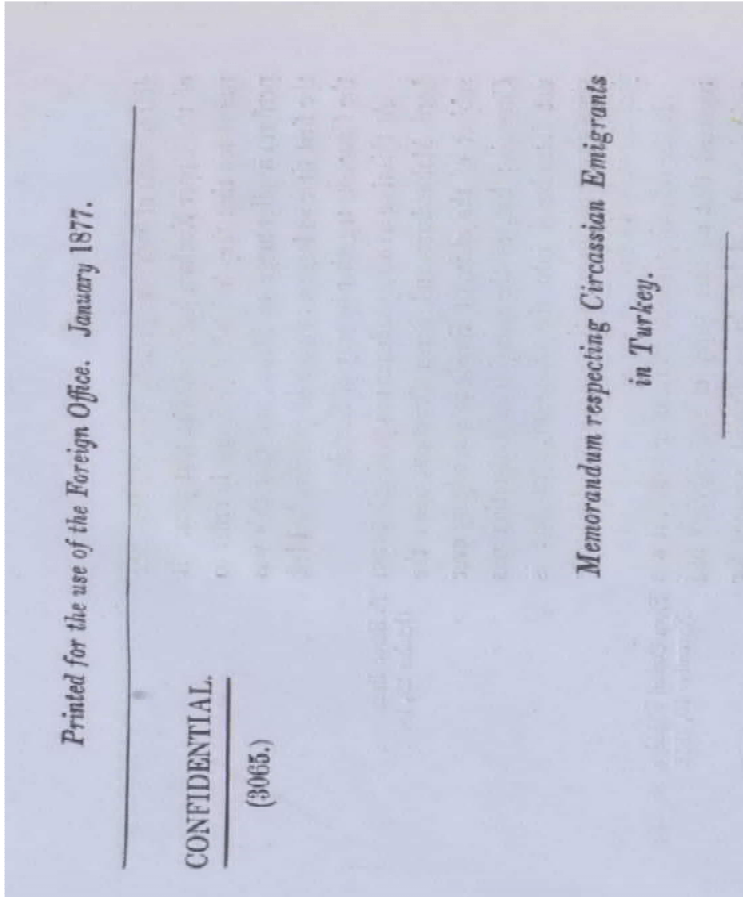 Printed for the use of the Foreign Office. January 1877.
CONFIDENTIAL.
(3065.)
Memorandum respecting Circassian Emigrants
in Turkey.